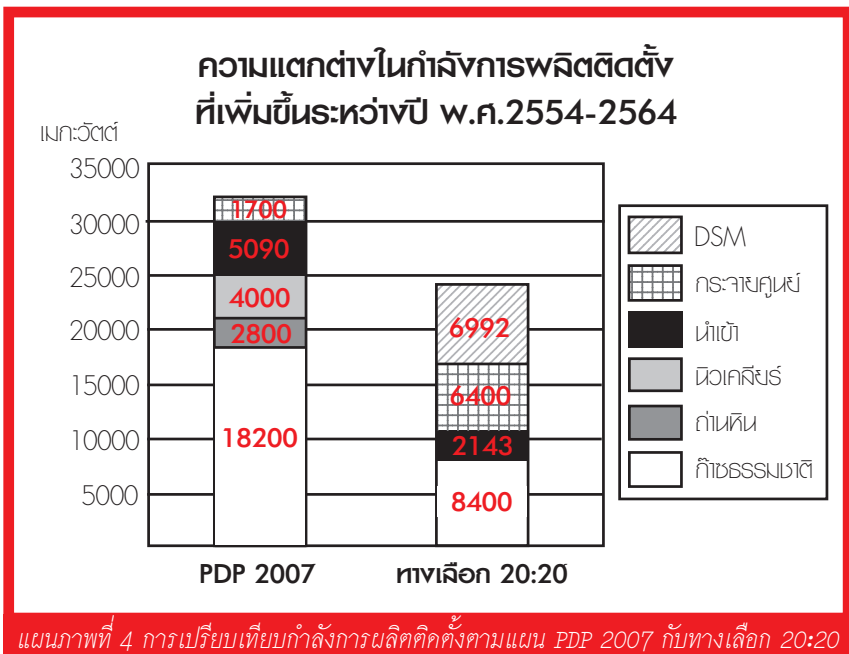 ความแตกต่างในกำลังการผลิตติดตั้ง
ที่เพิ่มขึ้นระหว่างปี พ.ศ.2554-2564
เมกะวัตต์
35000
30000
25000
20000
15000
10000
5000
1700
5090
4000
2800
18200
6992
6400
2143
8400
PDP 2007
ทางเลือก 20:20
DSM
กระจายศูนย์
นำเข้า
นิวเคลียร์
ถ่านหิน
ก๊าซธรรมชาติ
แผนภาพที่ 4 การเปรียบเทียบกำลังการผลิตติดตั้งตามแผน PDP 2007 กับทางเลือก 20:20